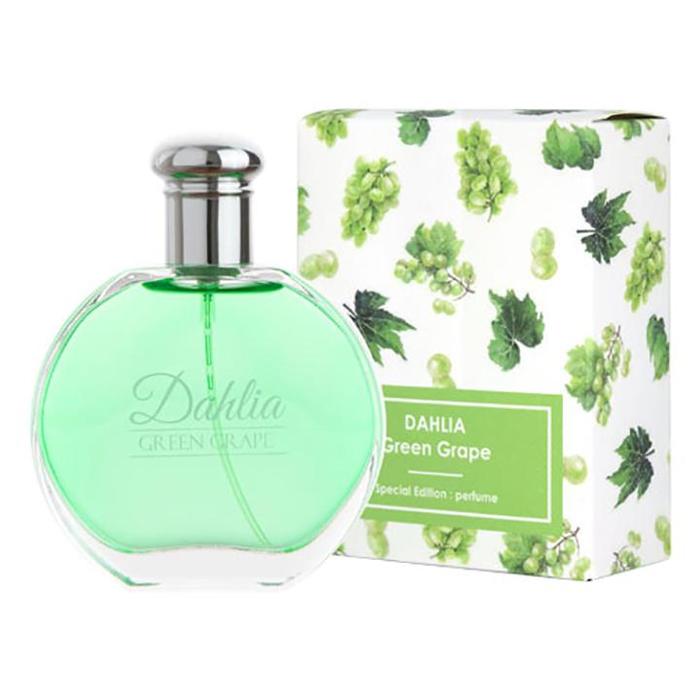 Dahlia
GREEN GRAPE
DAHLIA
Green Grape
Special Edition : perfume